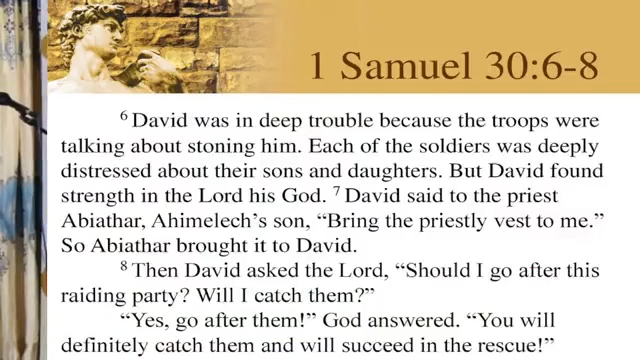 1 Samuel 30:6-8
⁶ David was in deep trouble because the troops were
talking about stoning him. Each of the soldiers was deeply
distressed about their sons and daughters. But David found
strength in the Lord his God. ⁷ David said to the priest
Abiathar, Ahimelech’s son, “Bring the priestly vest to me.”
So Abiathar brought it to David.
⁸ Then David asked the Lord, “Should I go after this
raiding party? Will I catch them?”
“Yes, go after them!” God answered. “You will
definitely catch them and will succeed in the rescue!”